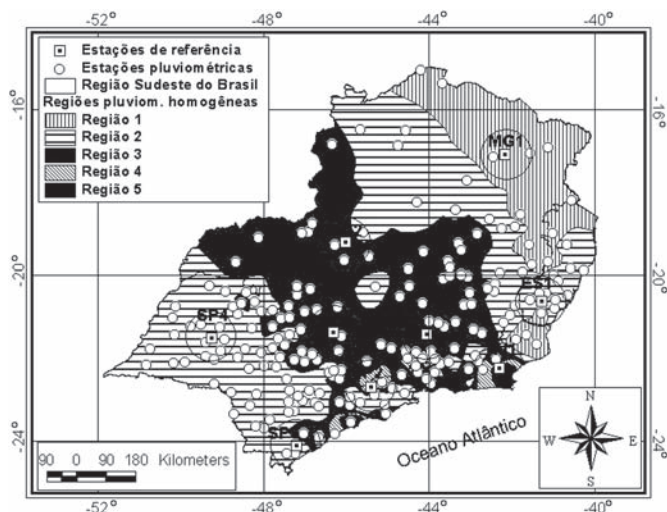 -52° -48° -44° -40°
Estações de referência
Estações pluviométricas
Região Sudeste do Brasil
Regiões pluviom. homogêneas
Região 1
Região 2
Região 3
Região 4
Região 5
-16° -16°
MG1
-20° -20°
ES1
SP4
-24° -24°
Oceano Atlântico
N
W E
S
90 0 90 180 Kilometers
-52° -48° -44° -40°